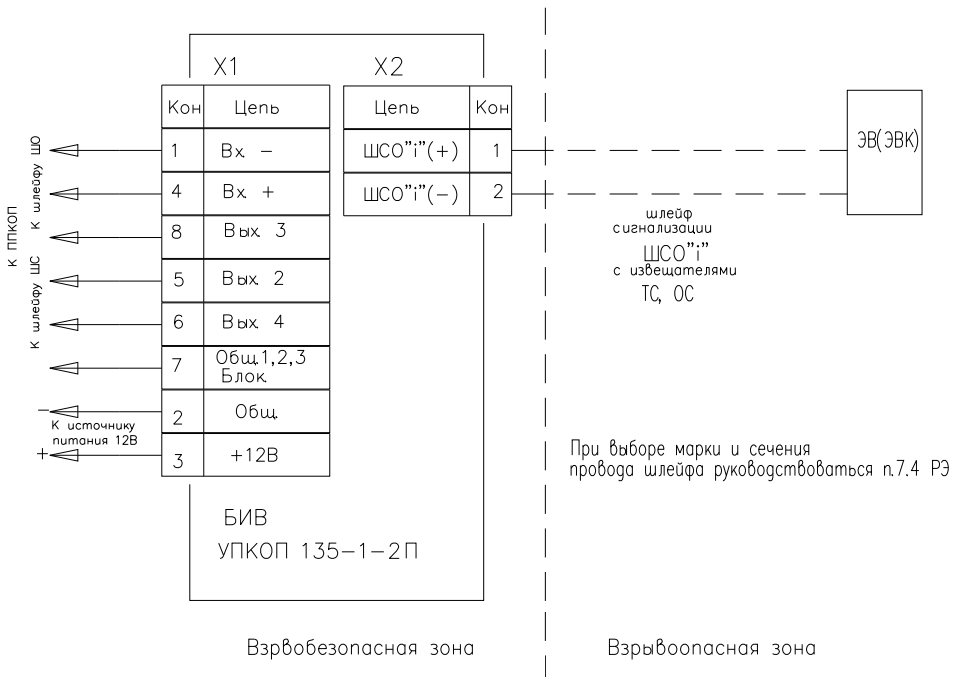 X1
X2
Кон Цепь
1 Вх. –
4 Вх. +
8 Вых. 3
5 Вых. 2
6 Вых. 4
7 Общ.1,2,3
Блок.
2 Общ.
3 +12В
Цепь Кон
ШСО"i"(+) 1
ШСО"i"(–) 2
К ППКОП
К шлейфу ШО
К шлейфу ШС
–
К источнику
питания 12В
+
ЭВ(ЭВК)
шлейф
сигнализации
ШСО"i"
с извещателями
ТС, ОС
При выборе марки и сечения
провода шлейфа руководствоваться п.7.4 РЭ
БИВ
УПКОП 135–1–2П
Взрвобезопасная зона
Взрывоопасная зона